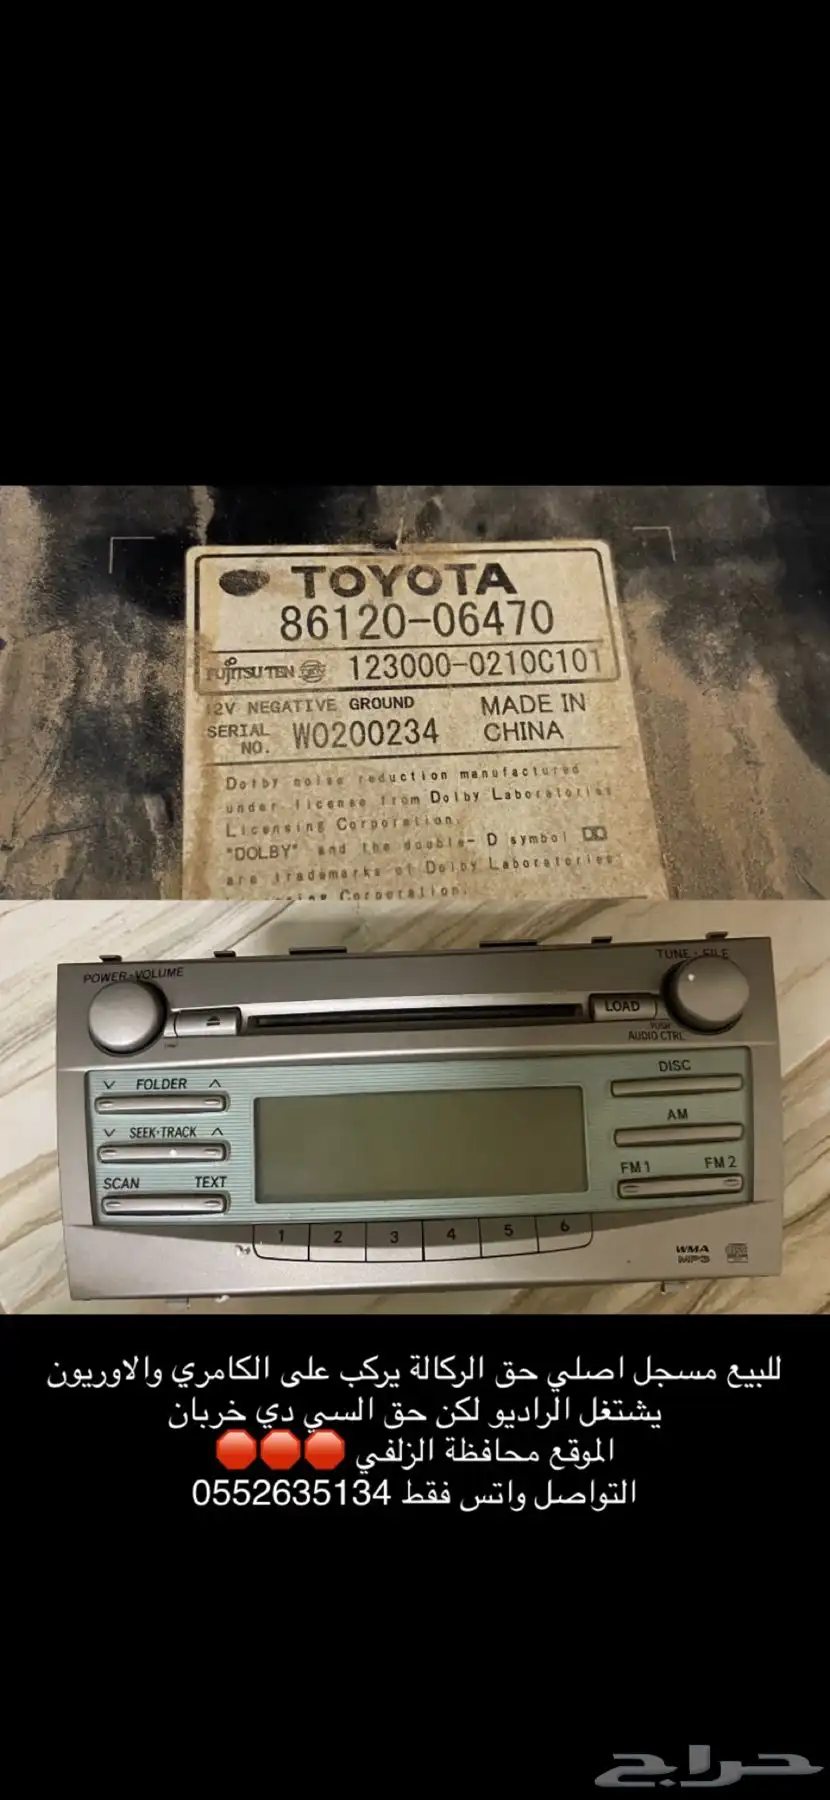 TOYOTA
86120-06470
FUJITSU TEN 123000-0210C101
12V NEGATIVE GROUND
MADE IN CHINA
SERIAL NO. W0200234
Dolby noise reduction manufactured
under license from Dolby Laboratories
Licensing Corporation.
"DOLBY" and the double-D symbol
are trademarks of Dolby Laboratories
Licensing Corporation.
POWER·VOLUME
TUNE·FILE
LOAD
PUSH
AUDIO CTRL
FOLDER
DISC
SEEK·TRACK
AM
SCAN TEXT
FM1 FM2
1 2 3 4 5 6
WMA
MP3
للبيع مسجل اصلي حق الركالة يركب على الكامري والاوريون
يشتغل الراديو لكن حق السي دي خربان
الموقع محافظة الزلفي 🛑🛑🛑
التواصل واتس فقط 0552635134
حراج